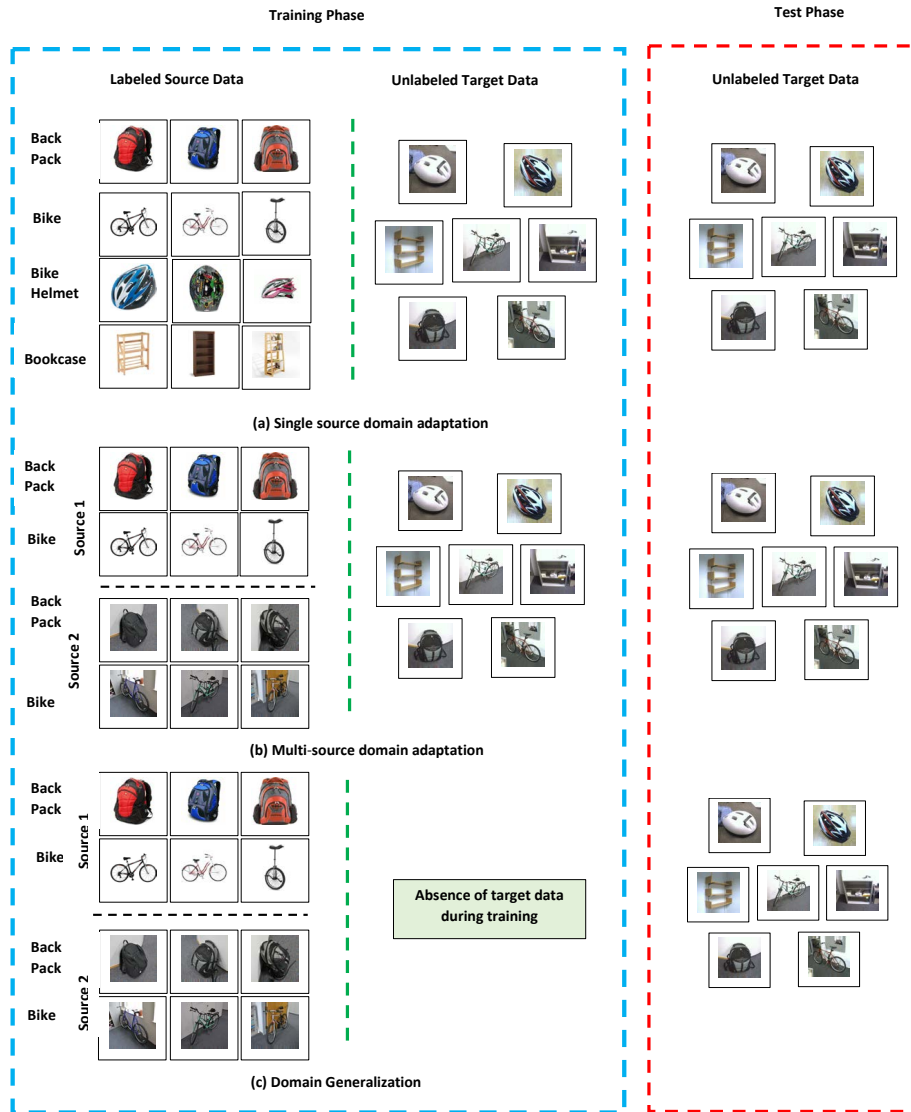 Training Phase
Test Phase
Labeled Source Data
Unlabeled Target Data
Unlabeled Target Data
Back
Pack
Bike
Bike
Helmet
Bookcase
(a) Single source domain adaptation
Back
Pack
Bike
Source 1
Back
Pack
Bike
Source 2
(b) Multi-source domain adaptation
Back
Pack
Bike
Source 1
Absence of target data
during training
Back
Pack
Bike
Source 2
(c) Domain Generalization